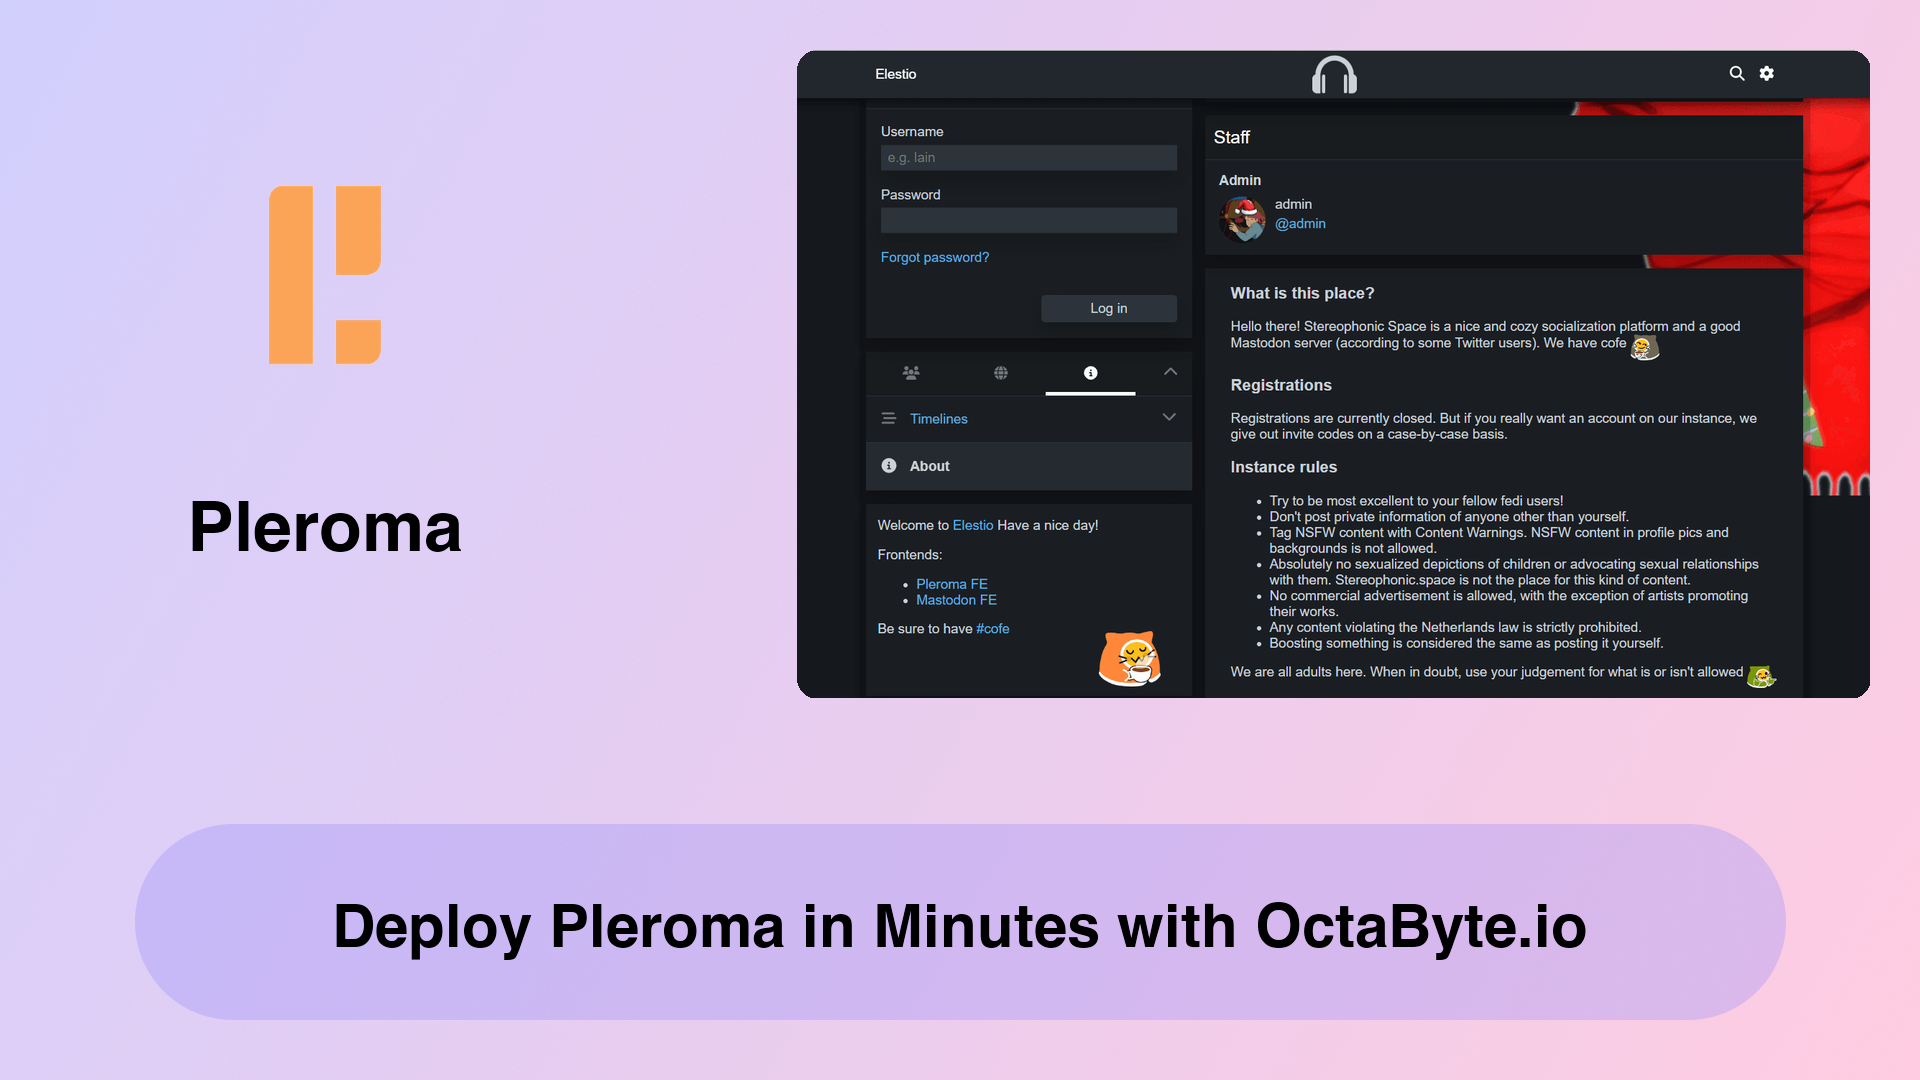 Pleroma
Elestio
Username
e.g. lain
Password
Forgot password?
Log in
Timelines
About
Welcome to Elestio Have a nice day!
Frontends:
Pleroma FE
Mastodon FE
Be sure to have #cofe
Staff
Admin
admin
@admin
What is this place?
Hello there! Stereophonic Space is a nice and cozy socialization platform and a good
Mastodon server (according to some Twitter users). We have cofe
Registrations
Registrations are currently closed. But if you really want an account on our instance, we
give out invite codes on a case-by-case basis.
Instance rules
Try to be most excellent to your fellow fedi users!
Don't post private information of anyone other than yourself.
Tag NSFW content with Content Warnings. NSFW content in profile pics and
backgrounds is not allowed.
Absolutely no sexualized depictions of children or advocating sexual relationships
with them. Stereophonic.space is not the place for this kind of content.
No commercial advertisement is allowed, with the exception of artists promoting
their works.
Any content violating the Netherlands law is strictly prohibited.
Boosting something is considered the same as posting it yourself.
We are all adults here. When in doubt, use your judgement for what is or isn't allowed
Deploy Pleroma in Minutes with OctaByte.io